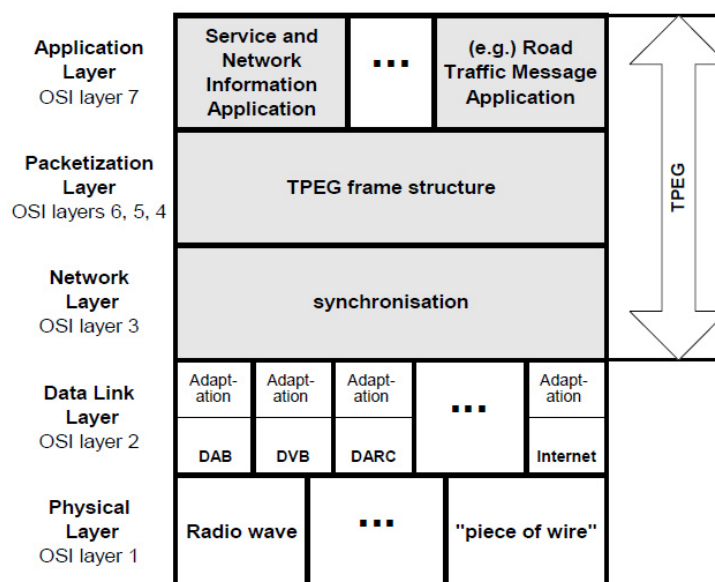 Application
Layer
OSI layer 7
Service and
Network
Information
Application
...
(e.g.) Road
Traffic Message
Application
TPEG
Packetization
Layer
OSI layers 6, 5, 4
TPEG frame structure
Network
Layer
OSI layer 3
synchronisation
Data Link
Layer
OSI layer 2
Adapt-
ation
DAB
Adapt-
ation
DVB
Adapt-
ation
DARC
...
Adapt-
ation
Internet
Physical
Layer
OSI layer 1
Radio wave
...
"piece of wire"